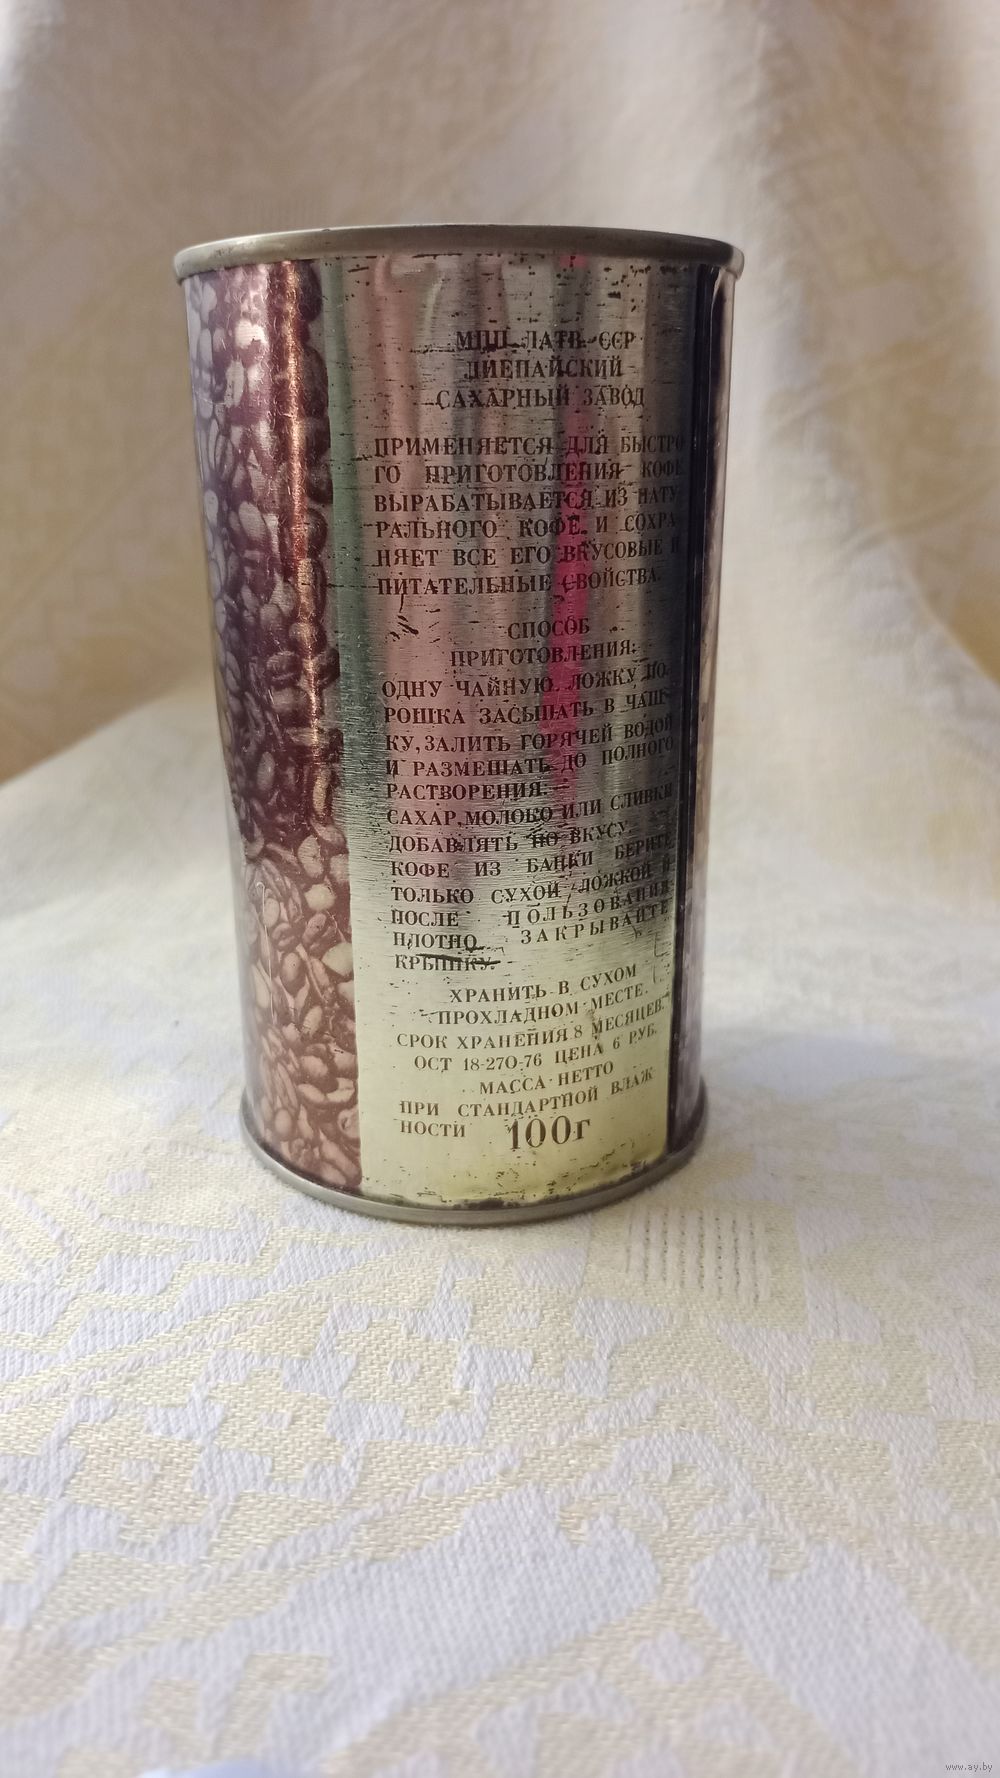 МПП ЛАТВ. ССР
ЛИЕПАЙСКИЙ
САХАРНЫЙ ЗАВОД
ПРИМЕНЯЕТСЯ ДЛЯ БЫСТРО
ГО ПРИГОТОВЛЕНИЯ КОФЕ
ВЫРАБАТЫВАЕТСЯ ИЗ НАТУ
РАЛЬНОГО КОФЕ И СОХРА
НЯЕТ ВСЕ ЕГО ВКУСОВЫЕ И
ПИТАТЕЛЬНЫЕ СВОЙСТВА.
СПОСОБ
ПРИГОТОВЛЕНИЯ:
ОДНУ ЧАЙНУЮ ЛОЖКУ ПО-
РОШКА ЗАСЫПАТЬ В ЧАШ-
КУ, ЗАЛИТЬ ГОРЯЧЕЙ ВОДОЙ
И РАЗМЕШАТЬ ДО ПОЛНОГО
РАСТВОРЕНИЯ.
САХАР, МОЛОКО ИЛИ СЛИВКИ
ДОБАВЛЯТЬ ПО ВКУСУ.
КОФЕ ИЗ БАНКИ БЕРИТЕ
ТОЛЬКО СУХОЙ ЛОЖКОЙ И
ПОСЛЕ ПОЛЬЗОВАНИЯ
ПЛОТНО ЗАКРЫВАЙТЕ
КРЫШКУ.
ХРАНИТЬ В СУХОМ
ПРОХЛАДНОМ МЕСТЕ.
СРОК ХРАНЕНИЯ 8 МЕСЯЦЕВ.
ОСТ 18-270-76 ЦЕНА 6 РУБ.
МАССА НЕТТО
ПРИ СТАНДАРТНОЙ ВЛАЖ
НОСТИ 100г
www.ay.by